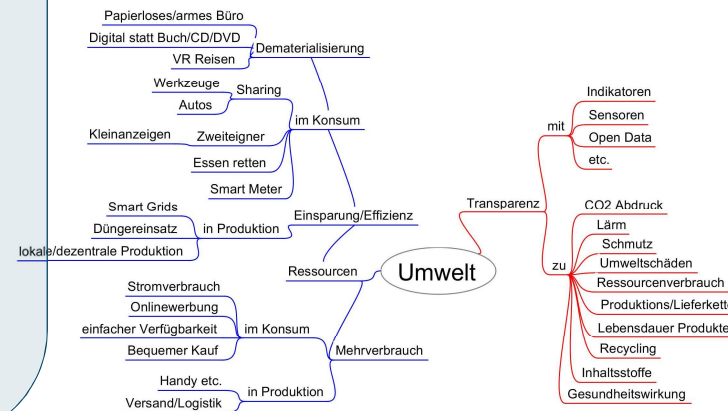 Papierloses/armes Büro
Digital statt Buch/CD/DVD
VR Reisen
Dematerialisierung
Werkzeuge
Autos
Sharing
Kleinanzeigen
Zweiteigner
Essen retten
Smart Meter
im Konsum
Smart Grids
Düngereinsatz
lokale/dezentrale Produktion
in Produktion
Einsparung/Effizienz
Ressourcen
Stromverbrauch
Onlinewerbung
einfacher Verfügbarkeit
Bequemer Kauf
im Konsum
Handy etc.
Versand/Logistik
in Produktion
Mehrverbrauch
Umwelt
Transparenz
mit
Indikatoren
Sensoren
Open Data
etc.
zu
CO2 Abdruck
Lärm
Schmutz
Umweltschäden
Ressourcenverbrauch
Produktions/Lieferkette
Lebensdauer Produkte
Recycling
Inhaltsstoffe
Gesundheitswirkung